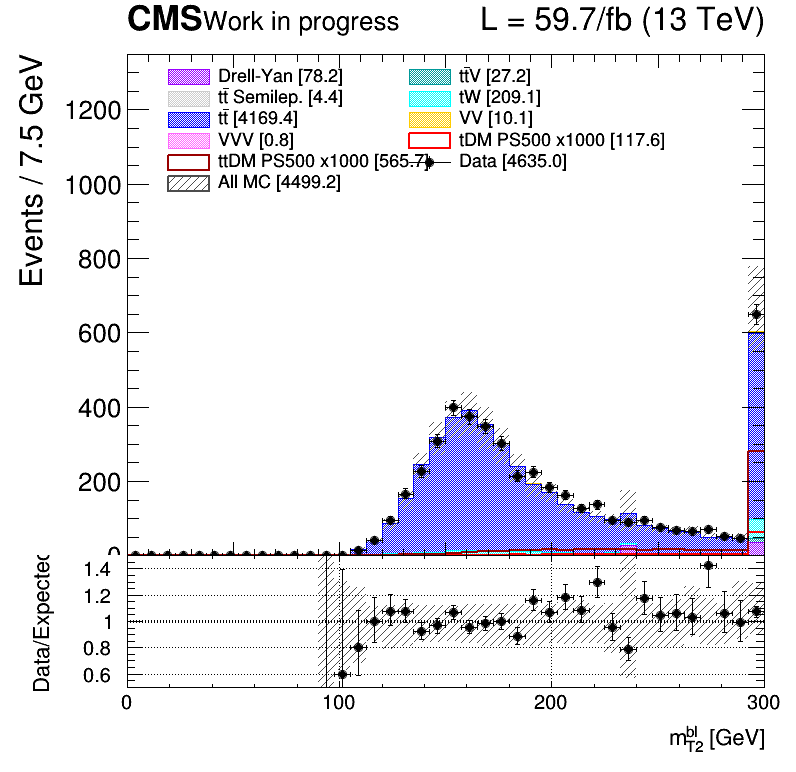 CMS Work in progress L = 59.7/fb (13 TeV)
Events / 7.5 GeV
Drell-Yan [78.2] tt̄V [27.2]
tt̄ Semilep. [4.4] tW [209.1]
tt̄ [4169.4] VV [10.1]
VVV [0.8] tDM PS500 x1000 [117.6]
ttDM PS500 x1000 [565.7] Data [4635.0]
All MC [4499.2]
1200
1000
800
600
400
200
0
Data/Expected
1.4
1.2
1
0.8
0.6
0 100 200 300
m_{T2}^{bl} [GeV]